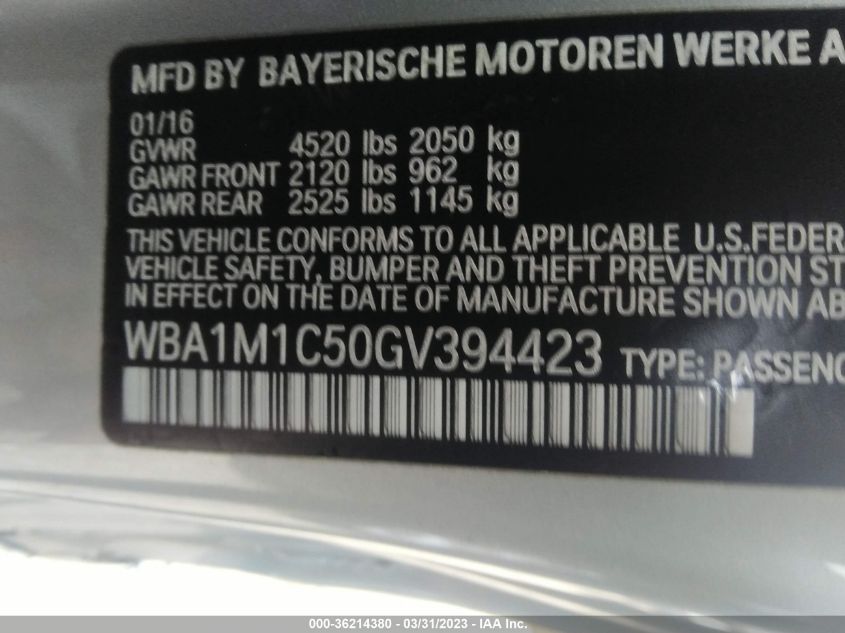 MFD BY BAYERISCHE MOTOREN WERKE A
01/16
GVWR 4520 lbs 2050 kg
GAWR FRONT 2120 lbs 962 kg
GAWR REAR 2525 lbs 1145 kg
THIS VEHICLE CONFORMS TO ALL APPLICABLE U.S.FEDER
VEHICLE SAFETY, BUMPER AND THEFT PREVENTION ST
IN EFFECT ON THE DATE OF MANUFACTURE SHOWN AB
WBA1M1C50GV394423 TYPE: PASSENG
000-36214380 - 03/31/2023 - IAA Inc.